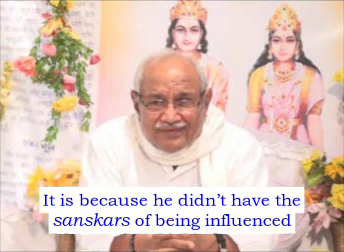 It is because he didn’t have the
sanskars of being influenced